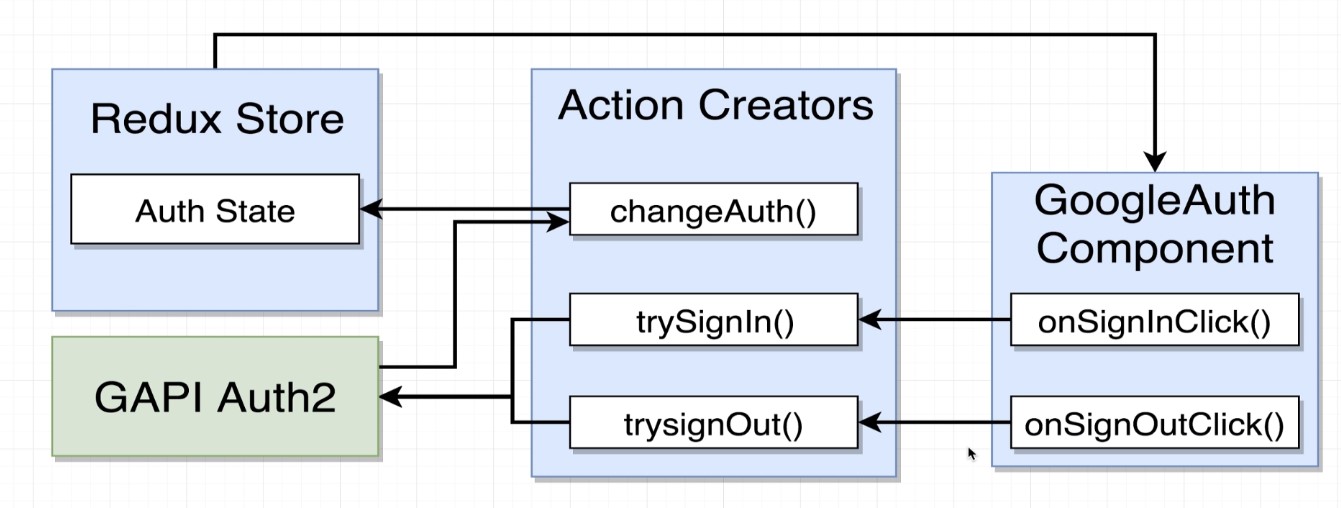 Redux Store
Auth State
GAPI Auth2
Action Creators
changeAuth()
trySignIn()
trysignOut()
GoogleAuth
Component
onSignInClick()
onSignOutClick()